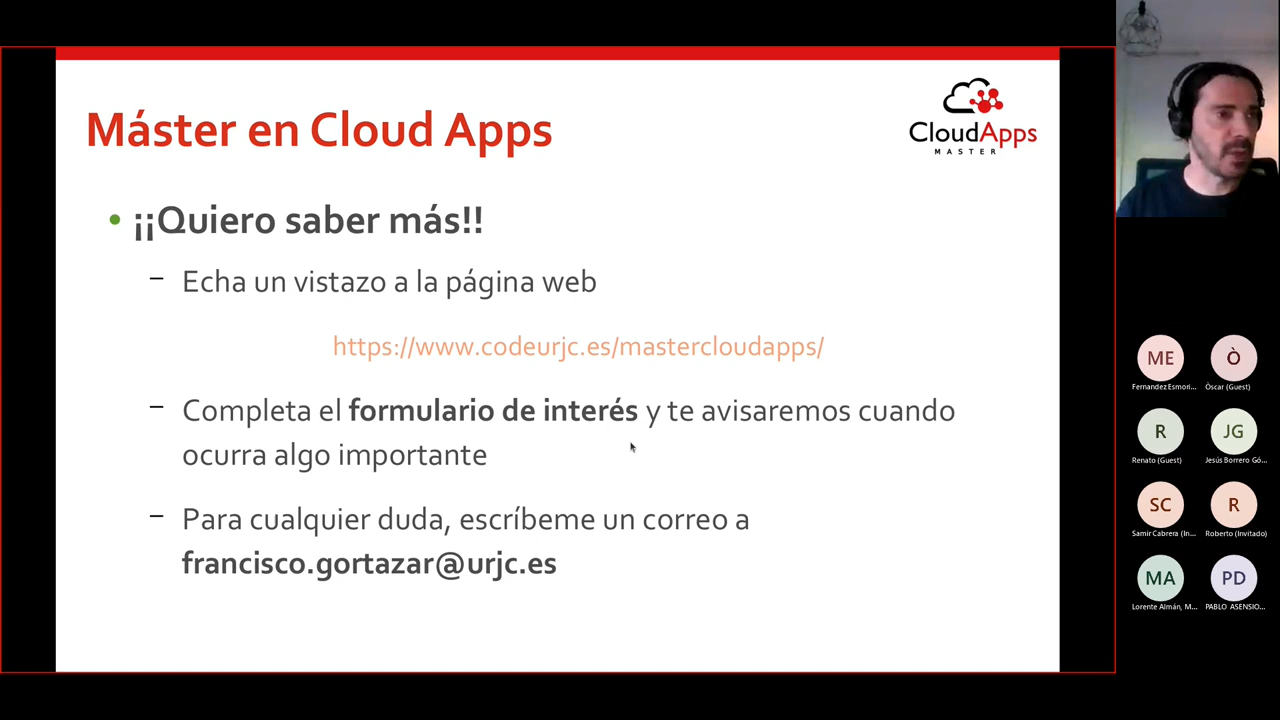 Máster en Cloud Apps
CloudApps
MASTER
¡¡Quiero saber más!!
Echa un vistazo a la página web
https://www.codeurjc.es/mastercloudapps/
Completa el formulario de interés y te avisaremos cuando
ocurra algo importante
Para cualquier duda, escríbeme un correo a
francisco.gortazar@urjc.es
ME
Ò
Fernandez Esmori...
Òscar (Guest)
R
JG
Renato (Guest)
Jesús Borrero Gó...
SC
R
Samir Cabrera (In...
Roberto (Invitado)
MA
PD
Lorente Almán, M...
PABLO ASENSIO...